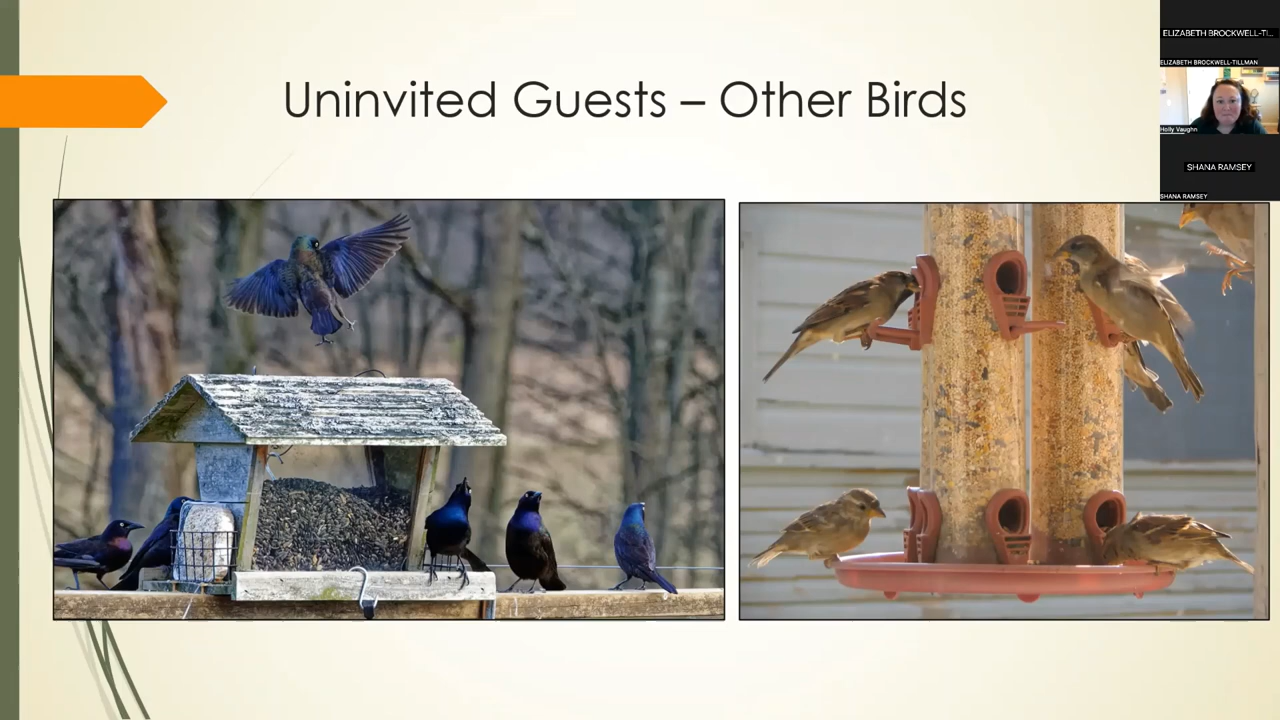 Uninvited Guests – Other Birds
ELIZABETH BROCKWELL-TI...
ELIZABETH BROCKWELL-TILLMAN
Holly Vaughn
SHANA RAMSEY
SHANA RAMSEY